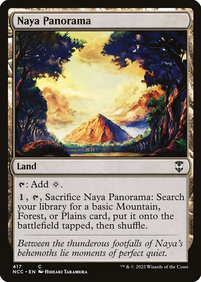 Naya Panorama
Land
: Add .
1, , Sacrifice Naya Panorama: Search
your library for a basic Mountain,
Forest, or Plains card, put it onto the
battlefield tapped, then shuffle.
Between the thunderous footfalls of Naya's
behemoths lie moments of perfect quiet.
417 C
NCC • EN HIDEAKI TAKAMURA
™ & © 2022 Wizards of the Coast